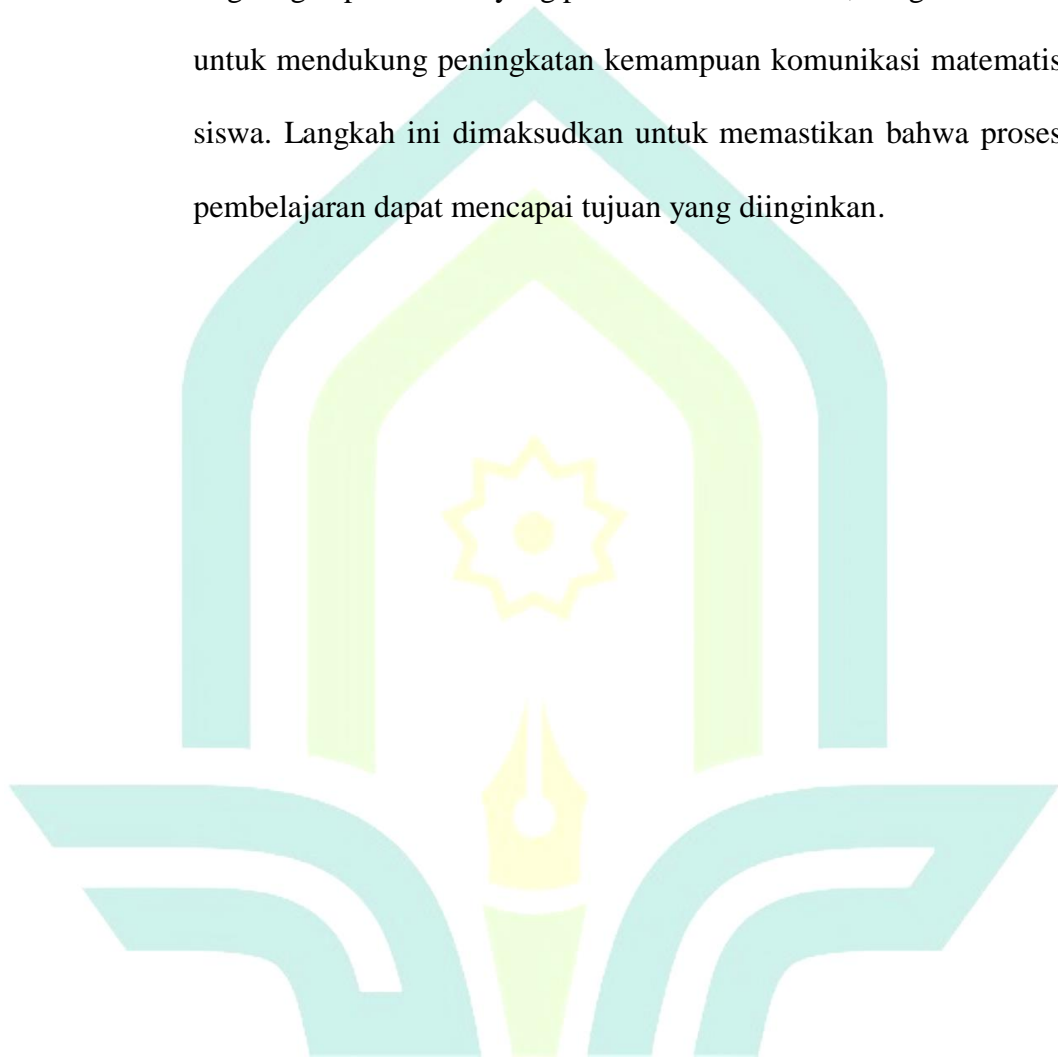 untuk mendukung peningkatan kemampuan komunikasi matematis
siswa. Langkah ini dimaksudkan untuk memastikan bahwa proses
pembelajaran dapat mencapai tujuan yang diinginkan.